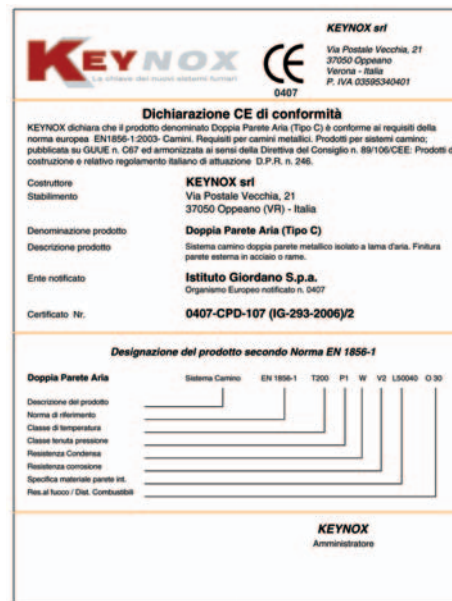 KEYNOX
La chiave dei nuovi sistemi fumari
CE
0407
KEYNOX srl
Via Postale Vecchia, 21
37050 Oppeano
Verona - Italia
P. IVA 03595340401
Dichiarazione CE di conformità
KEYNOX dichiara che il prodotto denominato Doppia Parete Aria (Tipo C) è conforme ai requisiti della
norma europea EN1856-1:2003- Camini. Requisiti per camini metallici. Prodotti per sistemi camino;
pubblicata su GUUE n. C67 ed armonizzata ai sensi della Direttiva del Consiglio n. 89/106/CEE: Prodotti d
costruzione e relativo regolamento italiano di attuazione D.P.R. n. 246.
Costruttore KEYNOX srl
Stabilimento Via Postale Vecchia, 21
37050 Oppeano (VR) - Italia
Denominazione prodotto Doppia Parete Aria (Tipo C)
Descrizione prodotto Sistema camino doppia parete metallico isolato a lama d'aria. Finitura
parete esterna in acciaio o rame.
Ente notificato Istituto Giordano S.p.a.
Organismo Europeo notificato n. 0407
Certificato Nr. 0407-CPD-107 (IG-293-2006)/2
Designazione del prodotto secondo Norma EN 1856-1
Doppia Parete Aria Sistema Camino EN 1856-1 T200 P1 W V2 L50040 O 30
Descrizione del prodotto
Norma di riferimento
Classe di temperatura
Classe tenuta pressione
Resistenza Condensa
Resistenza corrosione
Specifica materiale parete int.
Res.al fuoco / Dist. Combustibili
KEYNOX
Amministratore